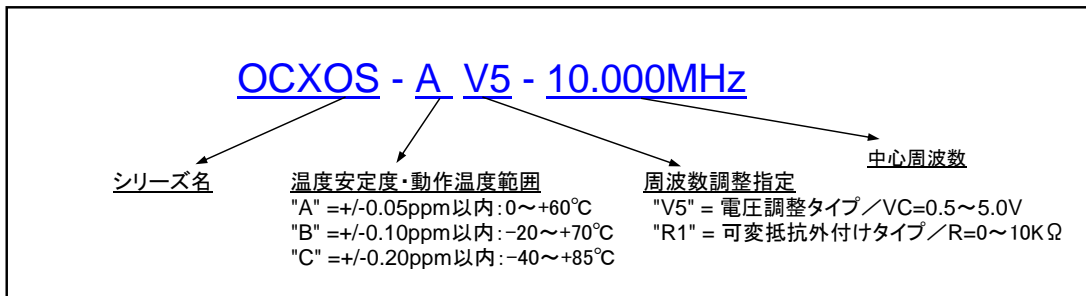 OCXOS - A V5 - 10.000MHz
中心周波数
シリーズ名
温度安定度・動作温度範囲
"A" =+/-0.05ppm以内:0～+60℃
"B" =+/-0.10ppm以内:-20～+70℃
"C" =+/-0.20ppm以内:-40～+85℃
周波数調整指定
"V5" = 電圧調整タイプ／VC=0.5～5.0V
"R1" = 可変抵抗外付けタイプ／R=0～10KΩ